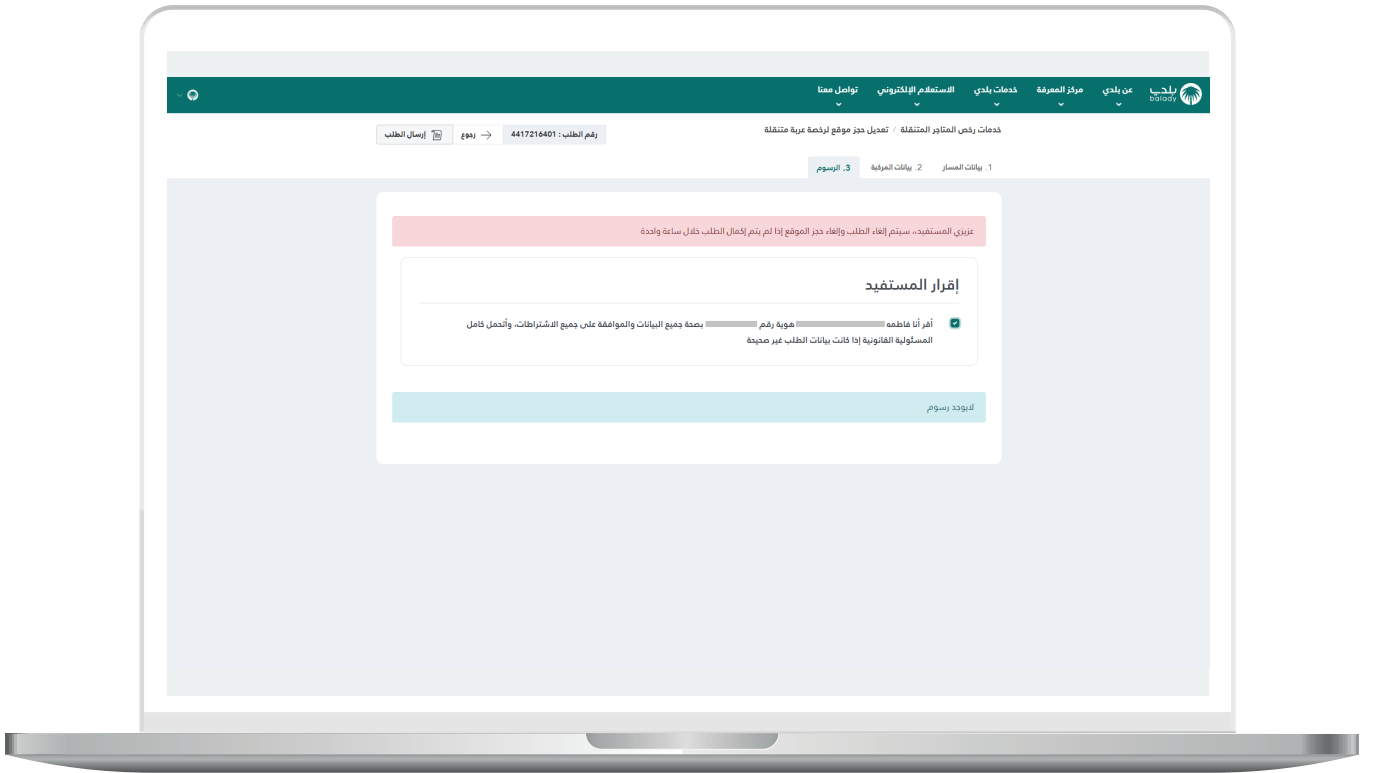 بلدي
balady
عن بلدي
مركز المعرفة
خدمات بلدي
الاستعلام الإلكتروني
تواصل معنا
خدمات رخص المتاجر المتنقلة / تعديل حجز موقع لرخصة عربة متنقلة
رقم الطلب : 4417216401
رجوع
إرسال الطلب
1. بيانات المسار
2. بيانات المركبة
3. الرسوم
عزيزي المستفيد،، سيتم إلغاء الطلب وإلغاء حجز الموقع إذا لم يتم إكمال الطلب خلال ساعة واحدة
إقرار المستفيد
أقر أنا فاطمه هوية رقم بصحة جميع البيانات والموافقة على جميع الاشتراطات، وأتحمل كامل
المسئولية القانونية إذا كانت بيانات الطلب غير صحيحة
لايوجد رسوم